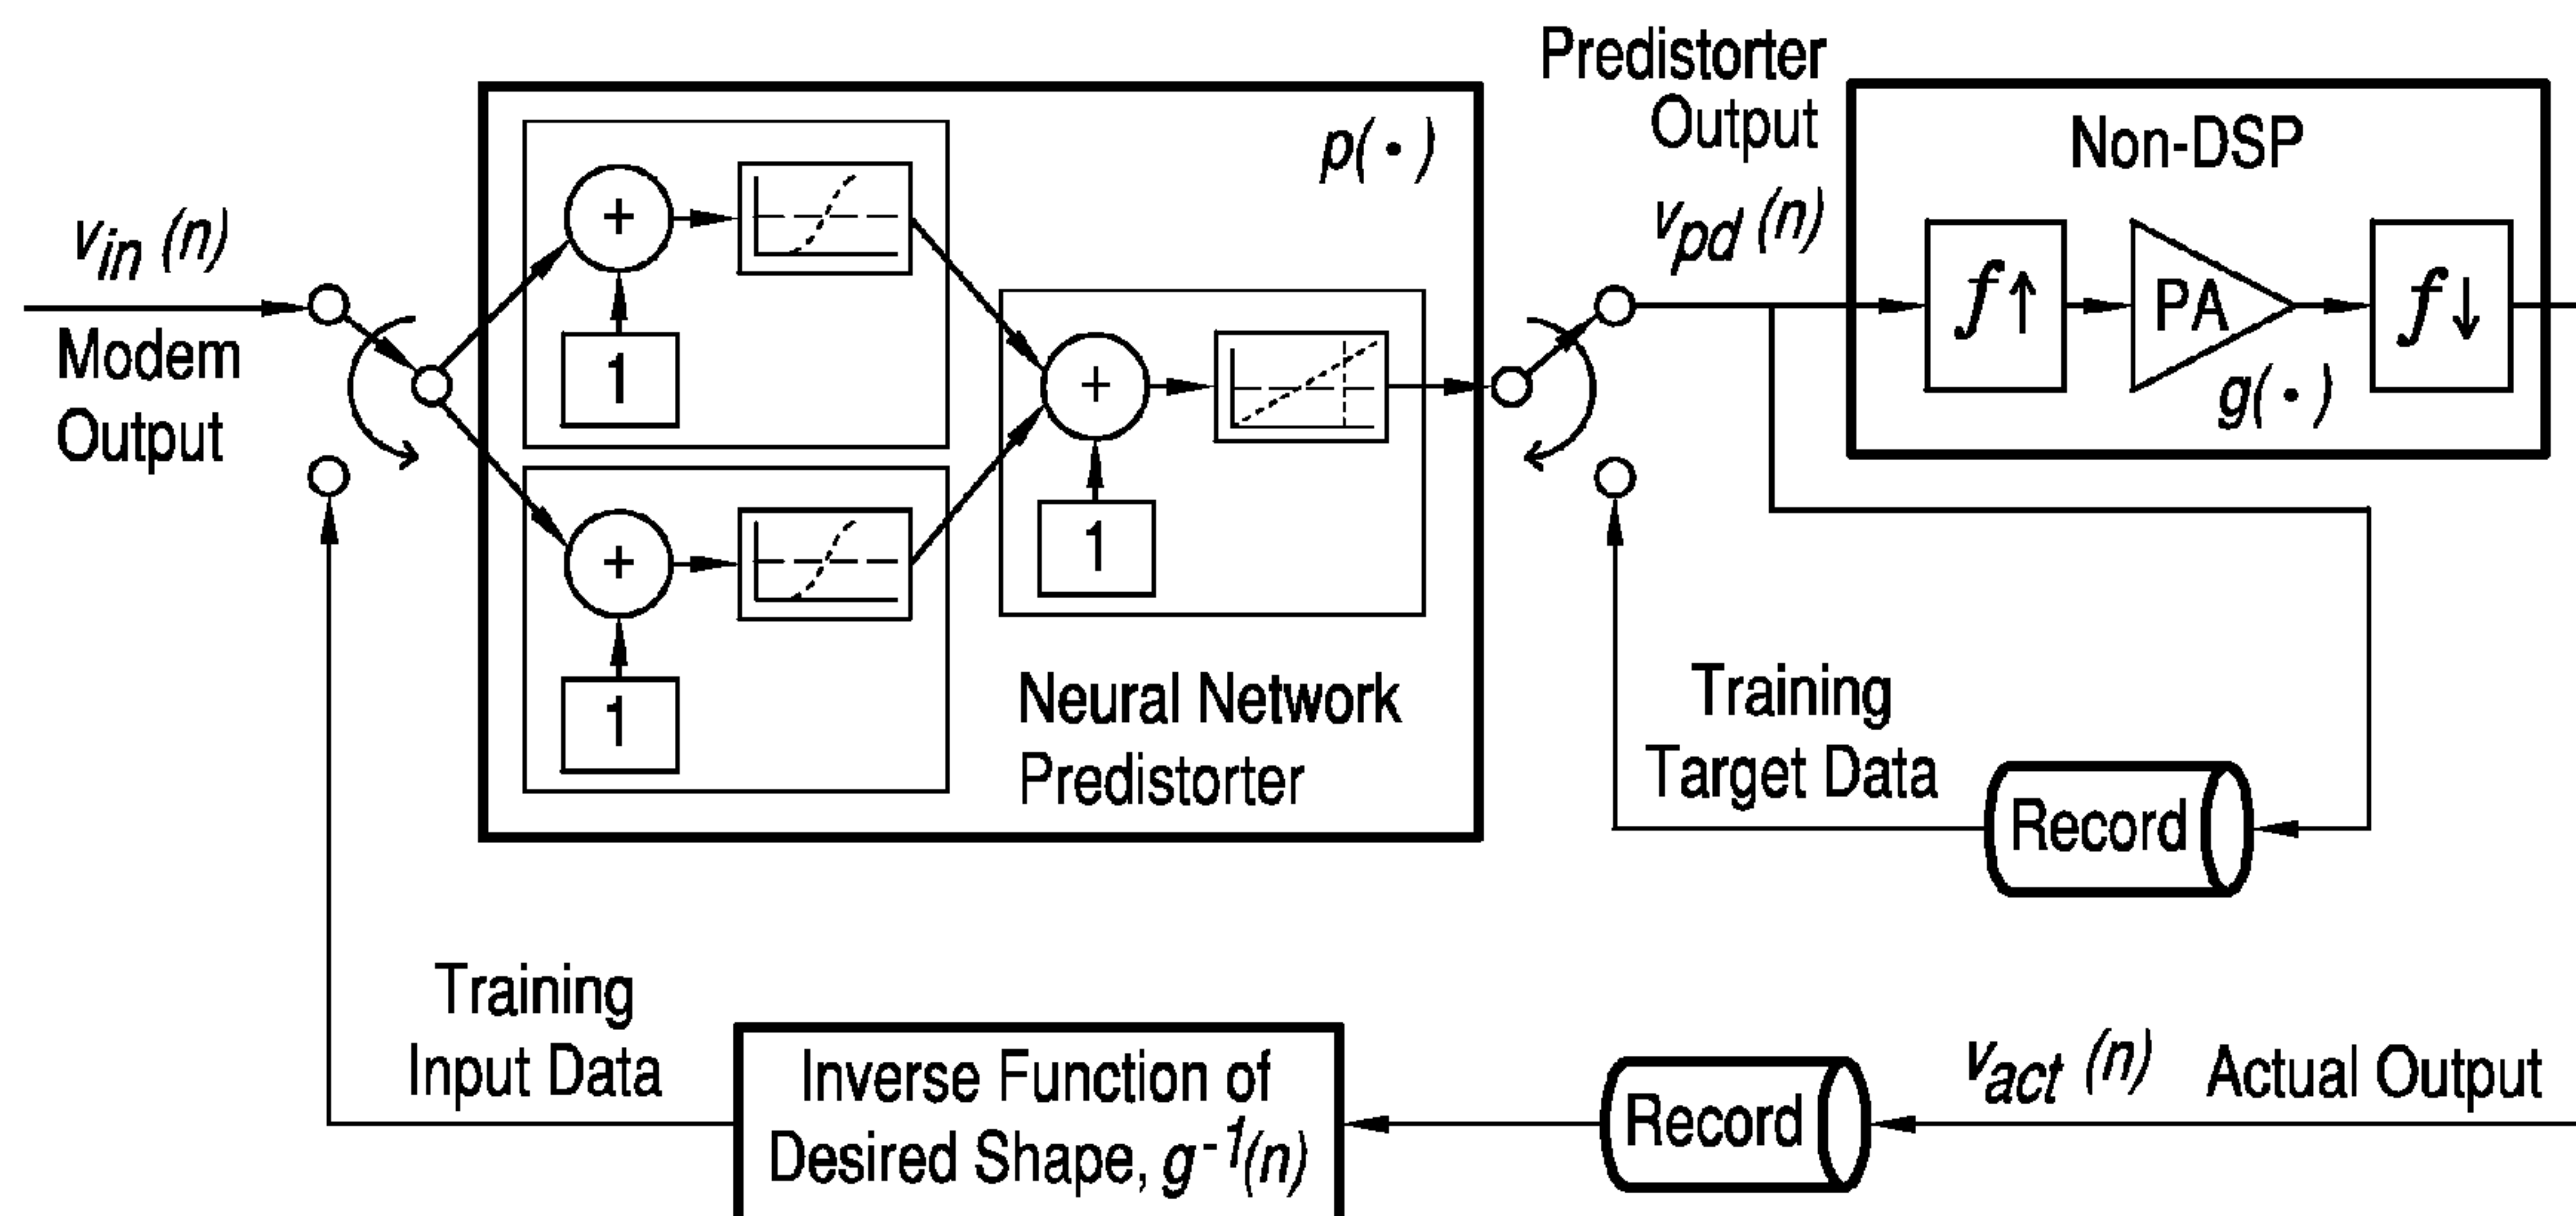 Predistorter
Output
v_pd (n)
Non-DSP
p(·)
v_in (n)
Modem
Output
+
1
+
1
+
1
f↑
PA
g(·)
f↓
Neural Network
Predistorter
Training
Target Data
Record
Training
Input Data
Inverse Function of
Desired Shape, g⁻¹(n)
Record
v_act (n) Actual Output